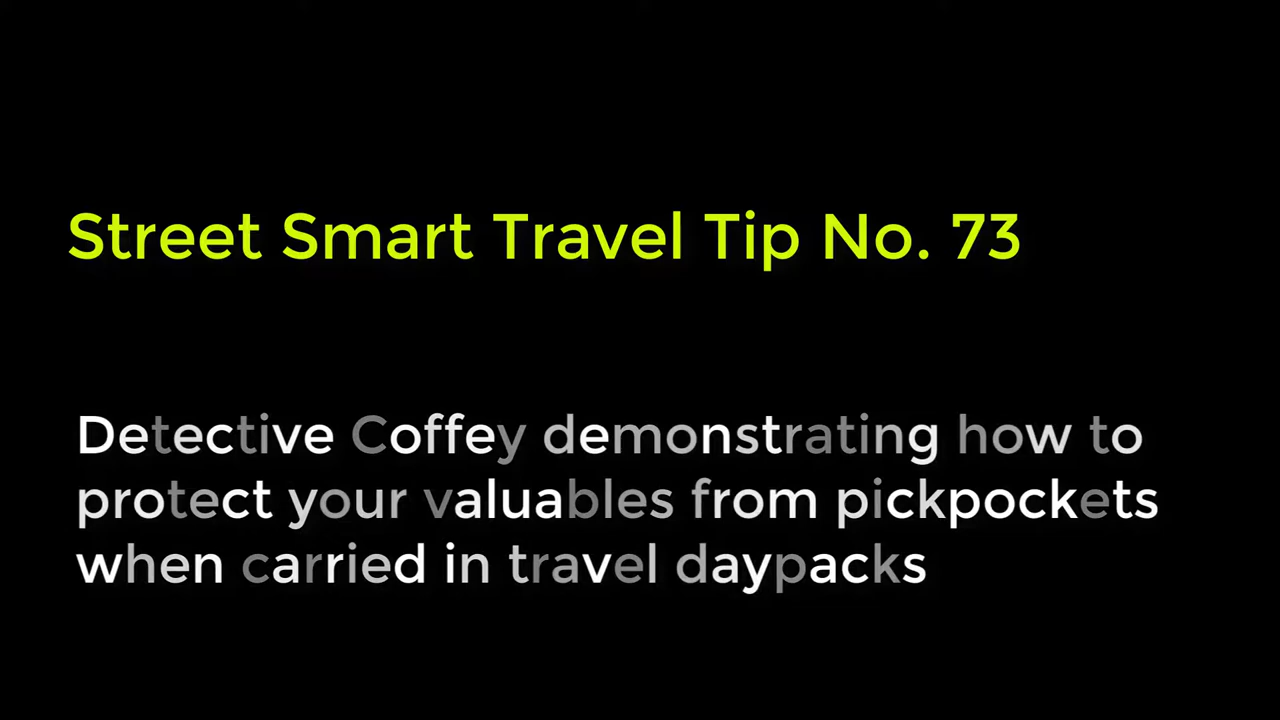 Street Smart Travel Tip No. 73
Detective Coffey demonstrating how to
protect your valuables from pickpockets
when carried in travel daypacks